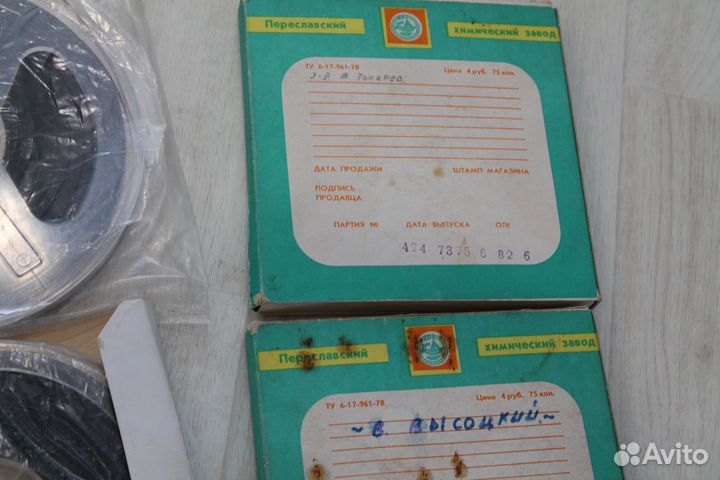 Переславский химический завод
ТУ 6-17-961-78 Цена 4 руб. 75 коп.
В. ТОКАРЕВ
ДАТА ПРОДАЖИ ШТАМП МАГАЗИНА
ПОДПИСЬ
ПРОДАВЦА
ПАРТИЯ № ДАТА ВЫПУСКА ОТК
424 7375 6 82 6
Переславский химический завод
ТУ 6-17-961-78 Цена 4 руб. 75 коп.
~ В. ВЫСОЦКИЙ. ~
Avito